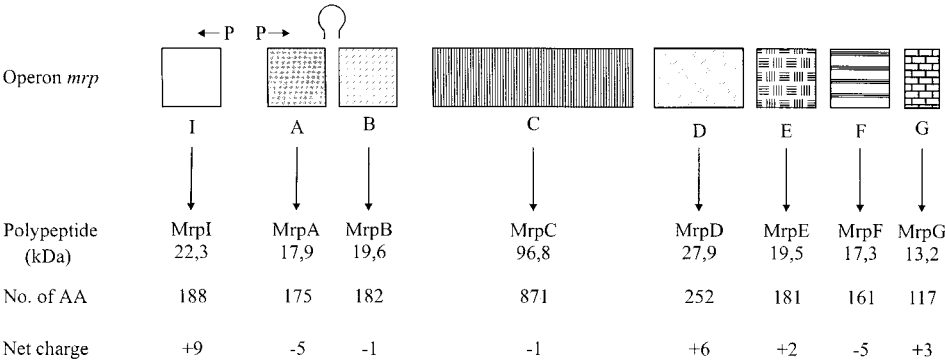 ← P P →
Operon mrp
I A B C D E F G
Polypeptide MrpI MrpA MrpB MrpC MrpD MrpE MrpF MrpG
(kDa) 22,3 17,9 19,6 96,8 27,9 19,5 17,3 13,2
No. of AA 188 175 182 871 252 181 161 117
Net charge +9 -5 -1 -1 +6 +2 -5 +3